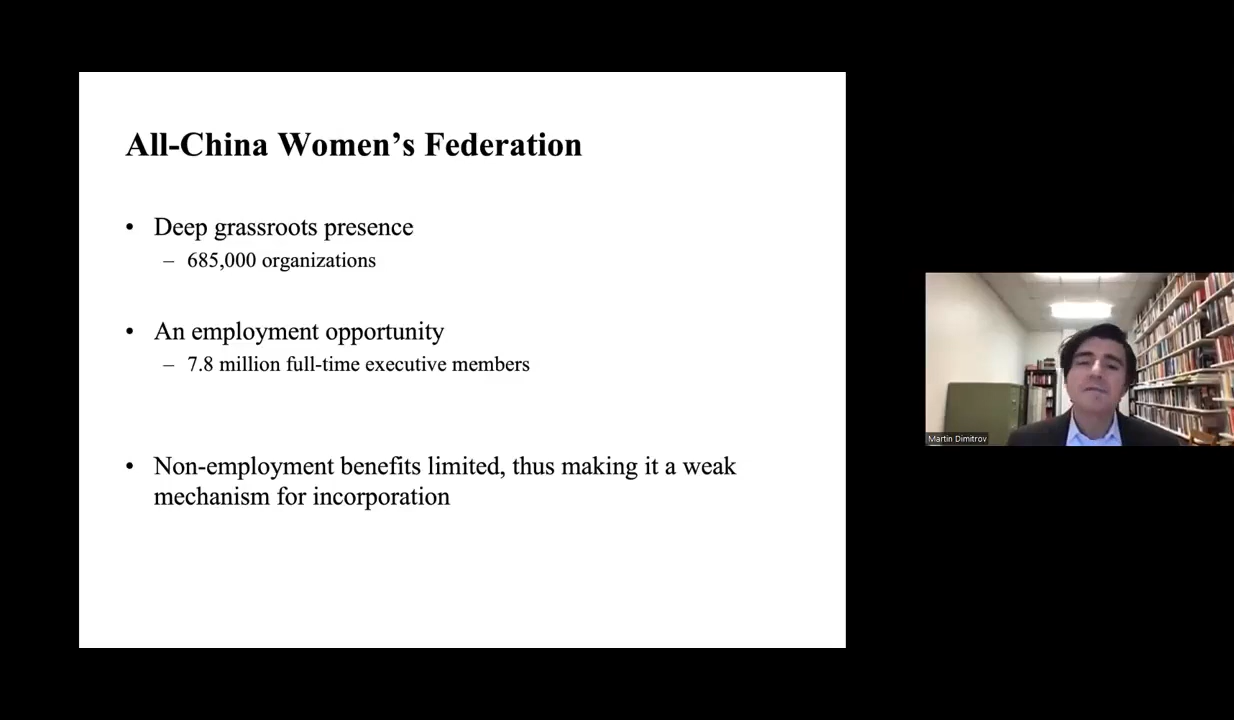 All-China Women’s Federation
• Deep grassroots presence
– 685,000 organizations
• An employment opportunity
– 7.8 million full-time executive members
• Non-employment benefits limited, thus making it a weak
mechanism for incorporation
Martin Dimitrov